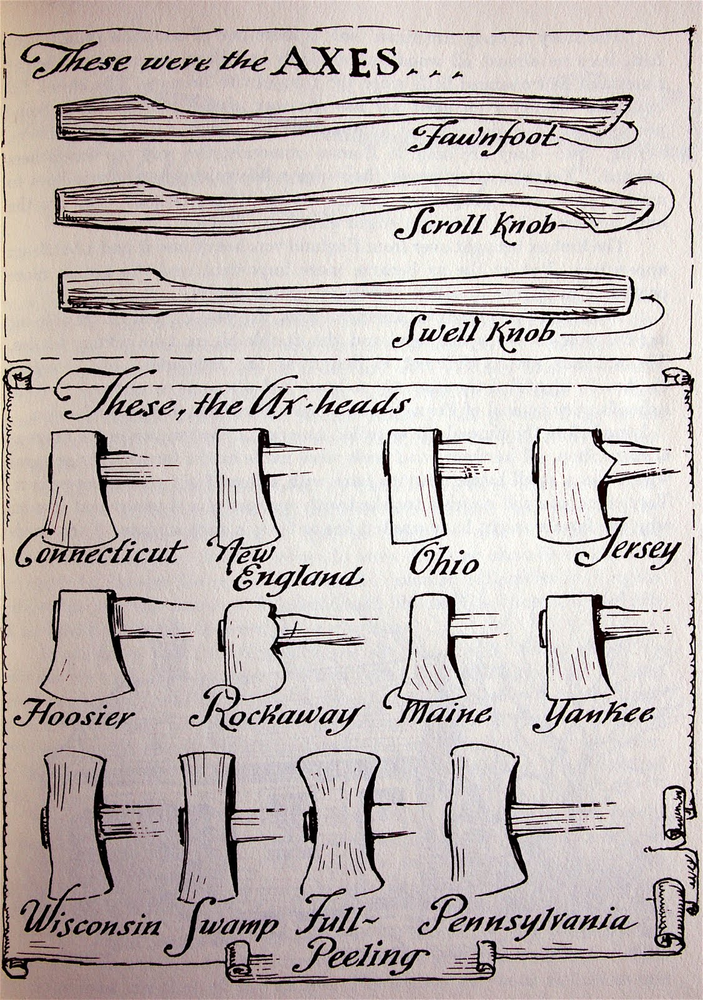 These were the AXES...
Fawnfoot
Scroll Knob
Swell Knob
These, the Ax-heads
Connecticut
New England
Ohio
Jersey
Hoosier
Rockaway
Maine
Yankee
Wisconsin
Swamp
Full-
Peeling
Pennsylvania